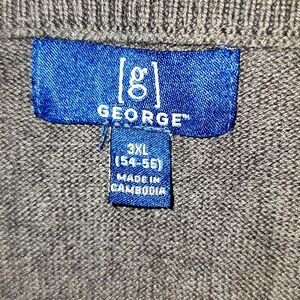 [g]
GEORGE™
3XL
(54-56)
MADE IN
CAMBODIA